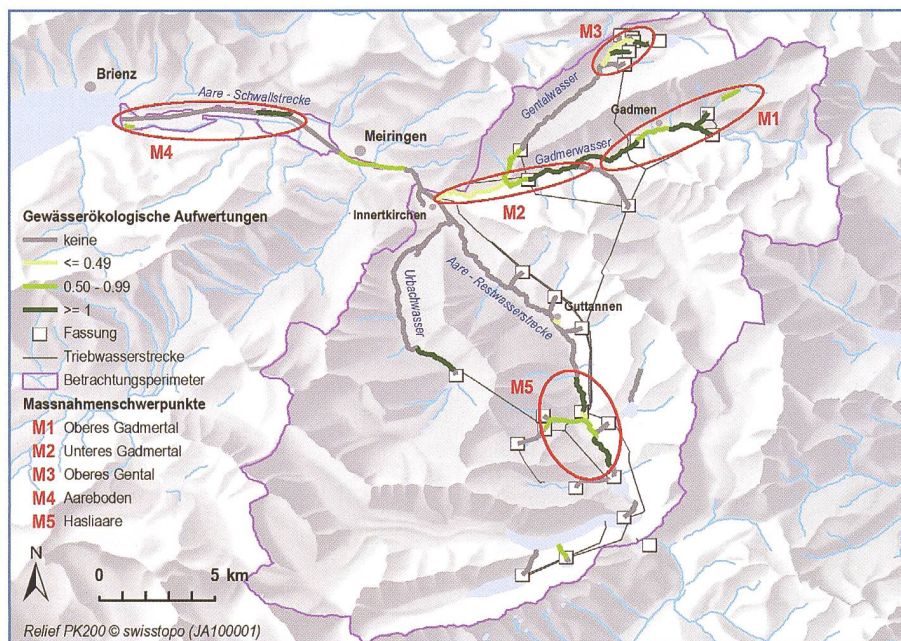 M3
Brienz
Aare - Schwallstrecke
Gentalwasser
Gadmen
M1
M4
Meiringen
Gadmerwasser
M2
Innertkirchen
Gewässerökologische Aufwertungen
keine
<= 0.49
0.50 - 0.99
>= 1
Fassung
Triebwasserstrecke
Betrachtungsperimeter
Urbachwasser
Aare - Restwasserstrecke
Guttannen
M5
Massnahmenschwerpunkte
M1 Oberes Gadmertal
M2 Unteres Gadmertal
M3 Oberes Gental
M4 Aareboden
M5 Hasliaare
N
0 5 km
Relief PK200 © swisstopo (JA100001)